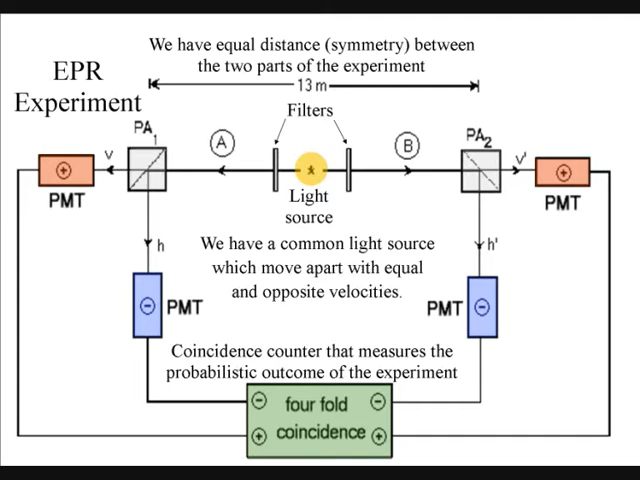 We have equal distance (symmetry) between
the two parts of the experiment
EPR
Experiment
13 m
Filters
PA1
A
B
PA2
v
v'
PMT
PMT
Light
source
h
h'
We have a common light source
which move apart with equal
and opposite velocities.
PMT
PMT
Coincidence counter that measures the
probabilistic outcome of the experiment
four fold
coincidence